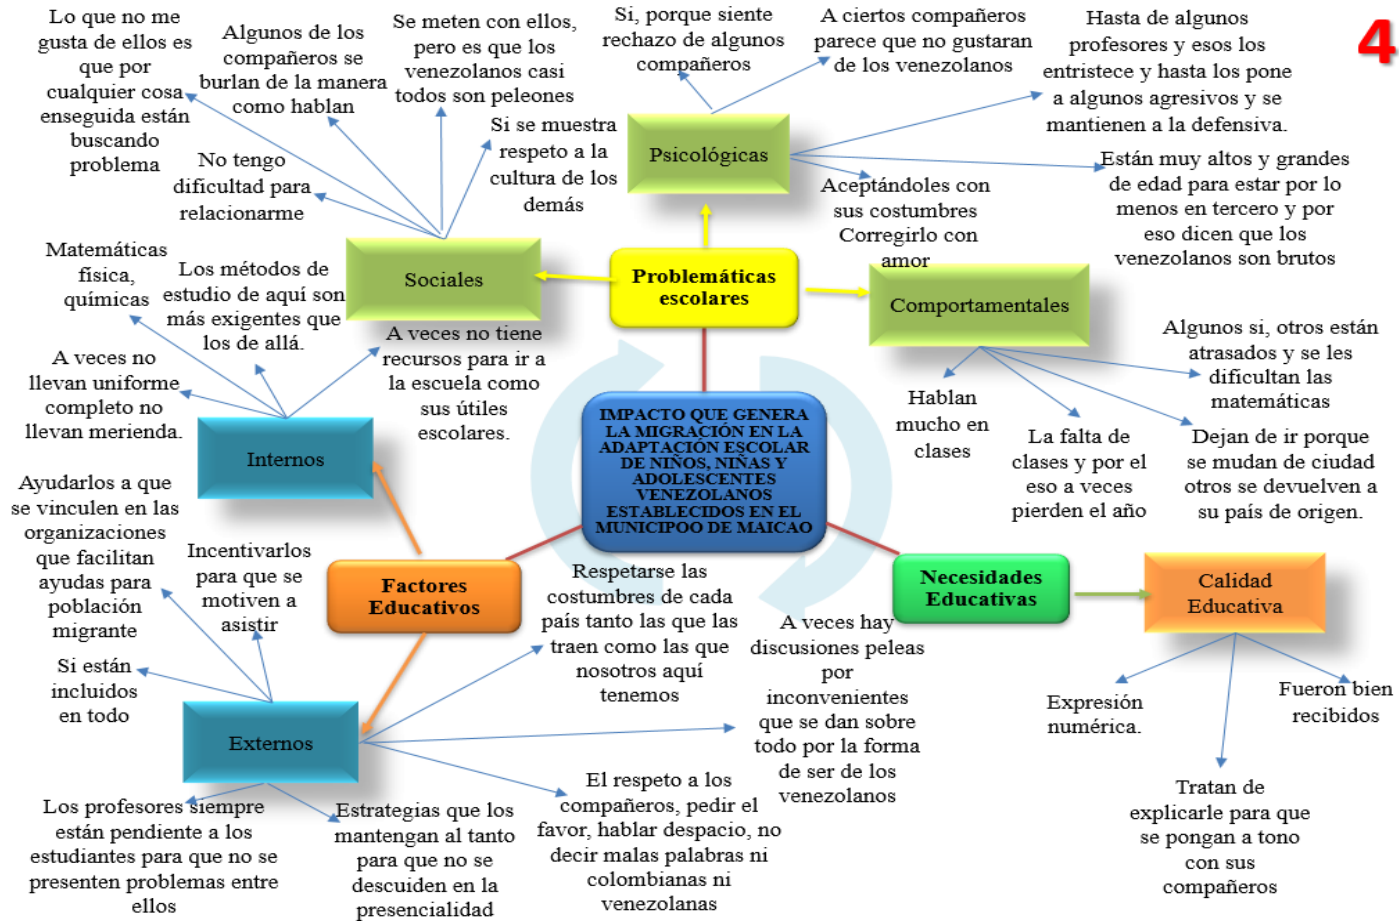 4
Lo que no me
gusta de ellos es
que por
cualquier cosa
enseguida están
buscando
problema
Algunos de los
compañeros se
burlan de la manera
como hablan
Se meten con ellos,
pero es que los
venezolanos casi
todos son peleones
Si se muestra
respeto a la
cultura de los
demás
No tengo
dificultad para
relacionarme
Sociales
Si, porque siente
rechazo de algunos
compañeros
A ciertos compañeros
parece que no gustaran
de los venezolanos
Hasta de algunos
profesores y esos los
entristece y hasta los pone
a algunos agresivos y se
mantienen a la defensiva.
Están muy altos y grandes
de edad para estar por lo
menos en tercero y por
eso dicen que los
venezolanos son brutos
Aceptándoles con
sus costumbres
Corregirlo con
amor
Psicológicas
Problemáticas
escolares
Comportamentales
Hablan
mucho en
clases
La falta de
clases y por el
eso a veces
pierden el año
Algunos si, otros están
atrasados y se les
dificultan las
matemáticas
Dejan de ir porque
se mudan de ciudad
otros se devuelven a
su país de origen.
Matemáticas
física,
químicas
Los métodos de
estudio de aquí son
más exigentes que
los de allá.
A veces no
llevan uniforme
completo no
llevan merienda.
A veces no tiene
recursos para ir a
la escuela como
sus útiles
escolares.
Internos
IMPACTO QUE GENERA
LA MIGRACIÓN EN LA
ADAPTACIÓN ESCOLAR
DE NIÑOS, NIÑAS Y
ADOLESCENTES
VENEZOLANOS
ESTABLECIDOS EN EL
MUNICIPOO DE MAICAO
Factores
Educativos
Necesidades
Educativas
Calidad
Educativa
Expresión
numérica.
Tratan de
explicarle para que
se pongan a tono
con sus
compañeros
Fueron bien
recibidos
Ayudarlos a que
se vinculen en las
organizaciones
que facilitan
ayudas para
población
migrante
Incentivarlos
para que se
motiven a
asistir
Si están
incluidos
en todo
Externos
Respetarse las
costumbres de cada
país tanto las que las
traen como las que
nosotros aquí
tenemos
A veces hay
discusiones peleas
por
inconvenientes
que se dan sobre
todo por la forma
de ser de los
venezolanos
Los profesores siempre
están pendiente a los
estudiantes para que no se
presenten problemas entre
ellos
Estrategias que los
mantengan al tanto
para que no se
descuiden en la
presencialidad
El respeto a los
compañeros, pedir el
favor, hablar despacio, no
decir malas palabras ni
colombianas ni
venezolanas